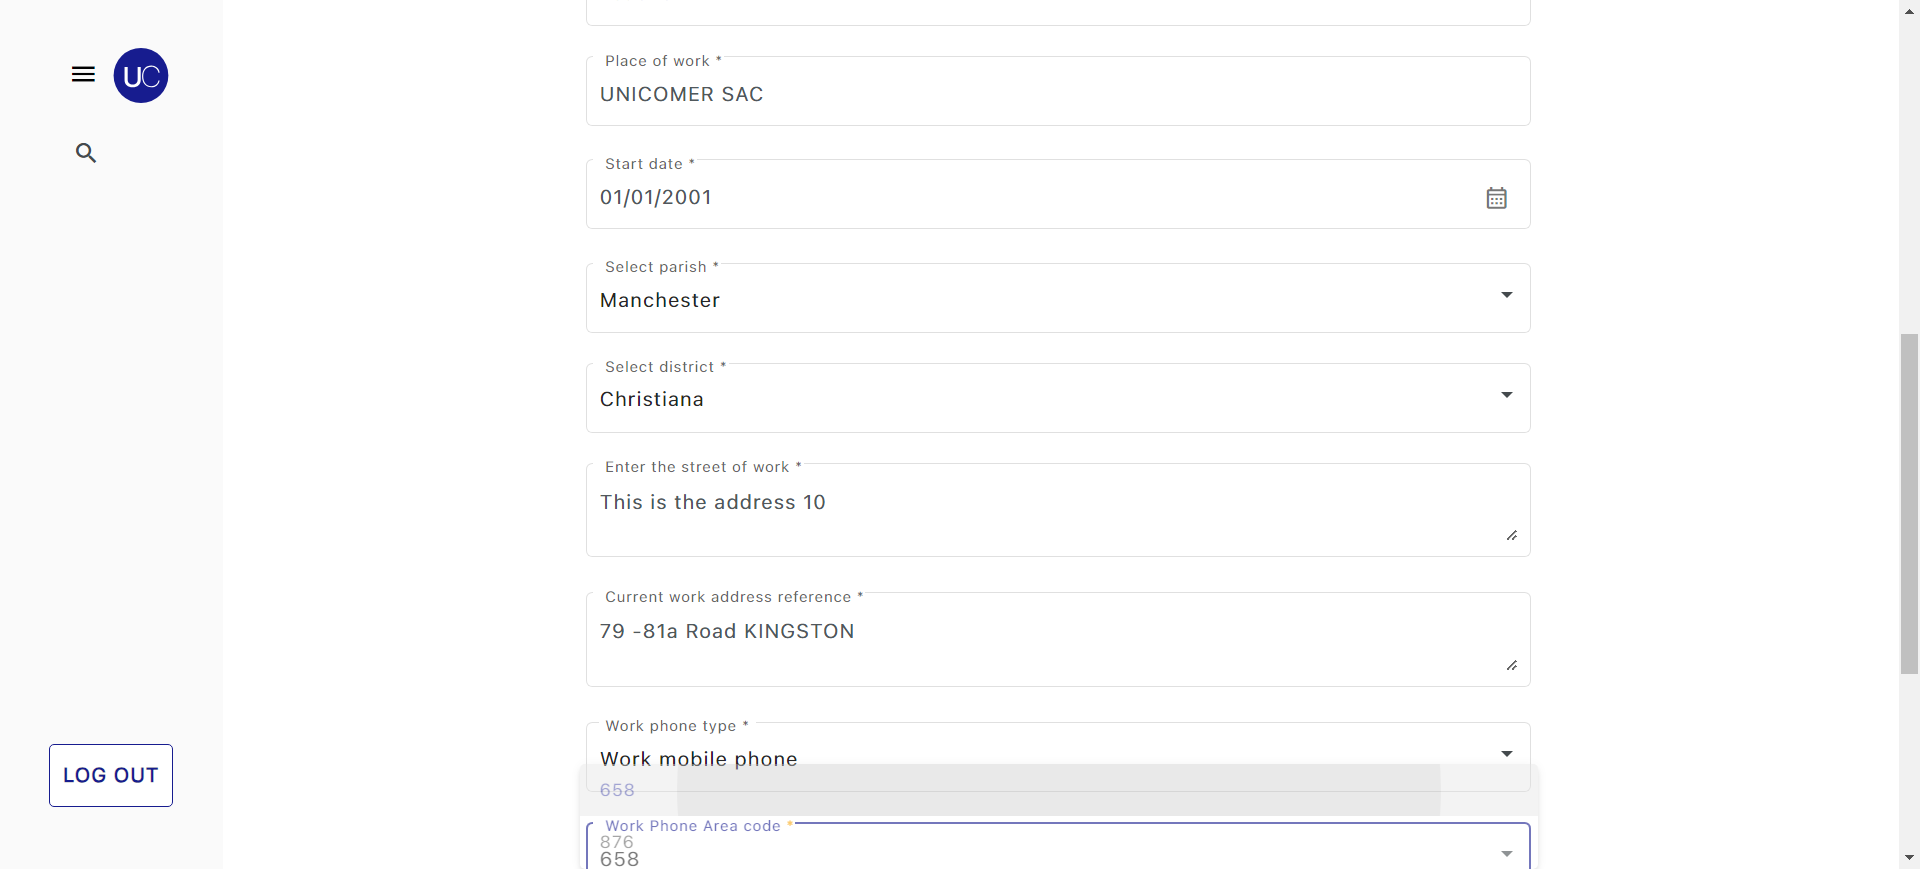 UC
Place of work *
UNICOMER SAC
Start date *
01/01/2001
Select parish *
Manchester
Select district *
Christiana
Enter the street of work *
This is the address 10
Current work address reference *
79 -81a Road KINGSTON
Work phone type *
Work mobile phone
658
Work Phone Area code *
876
658
LOG OUT